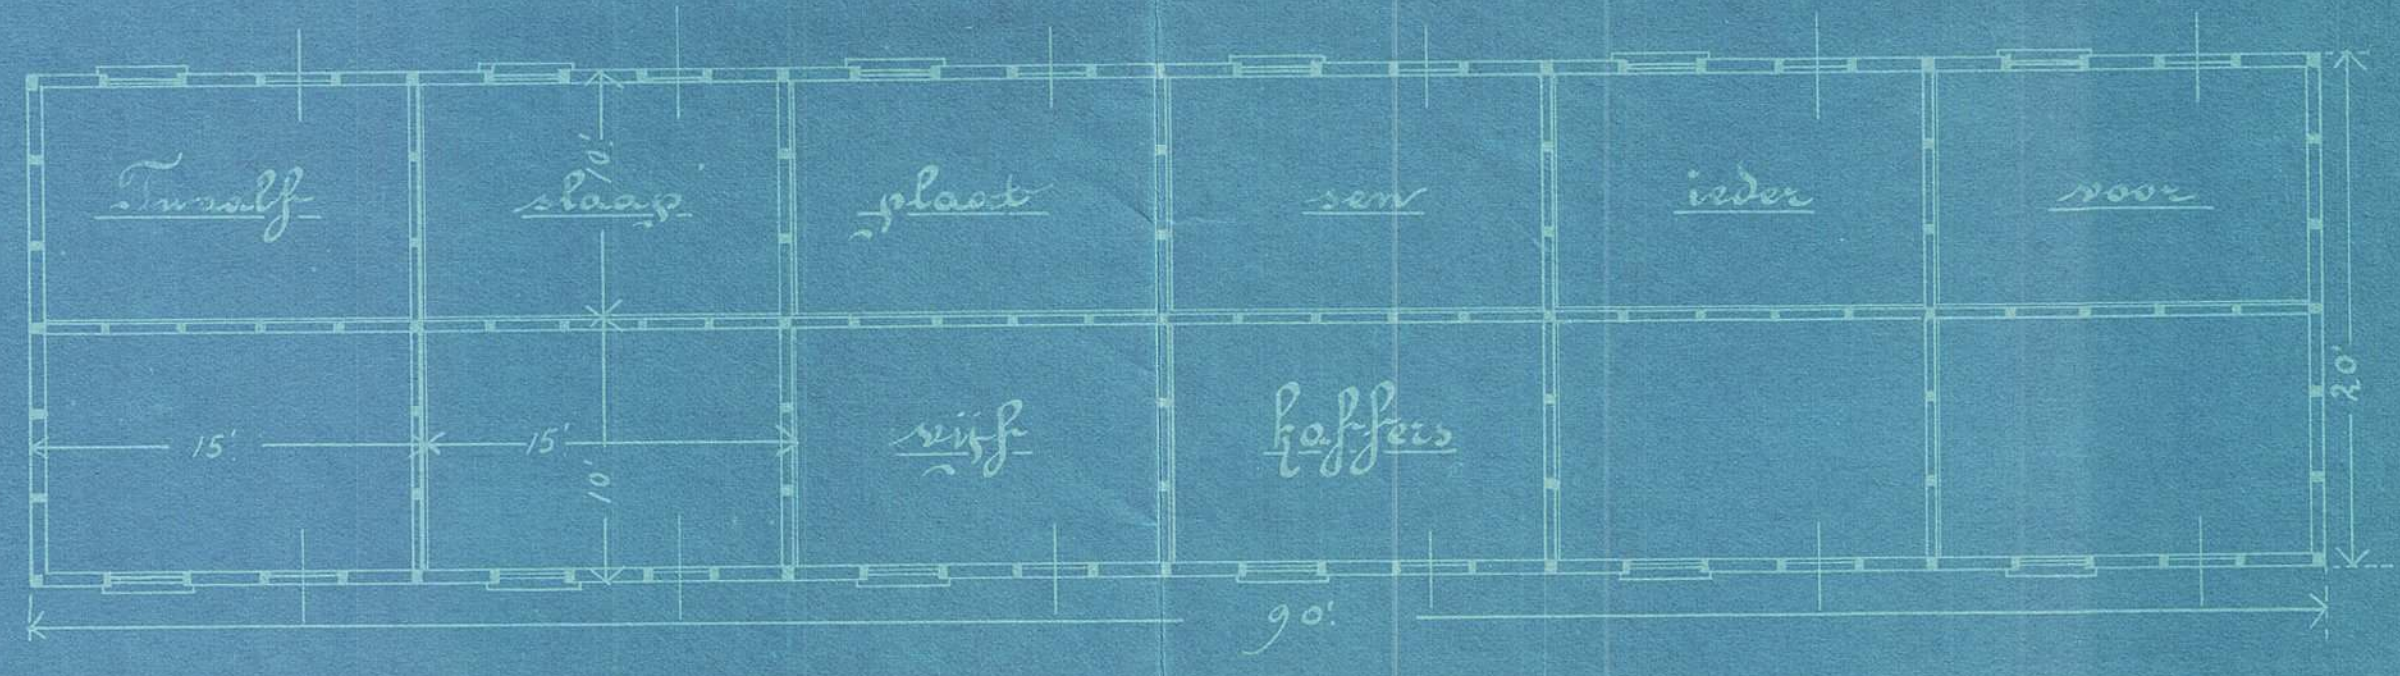 Twaalf slaap plaat sen ieder voor
vijf kaffers
10'
15' 15'
10'
20'
90'